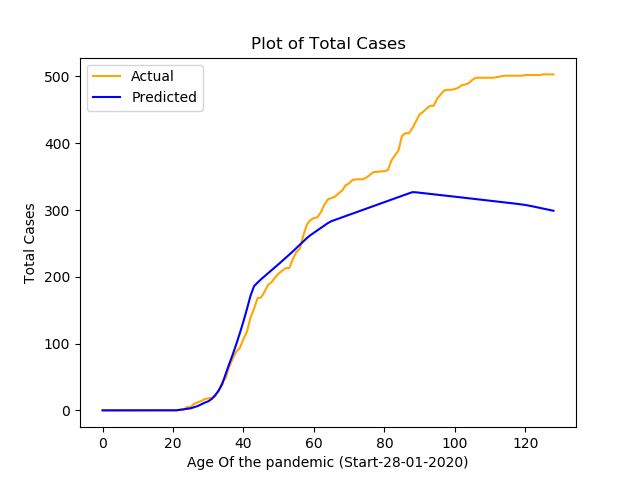 Plot of Total Cases
Actual
Predicted
500
400
300
200
100
0
Total Cases
0 20 40 60 80 100 120
Age Of the pandemic (Start-28-01-2020)